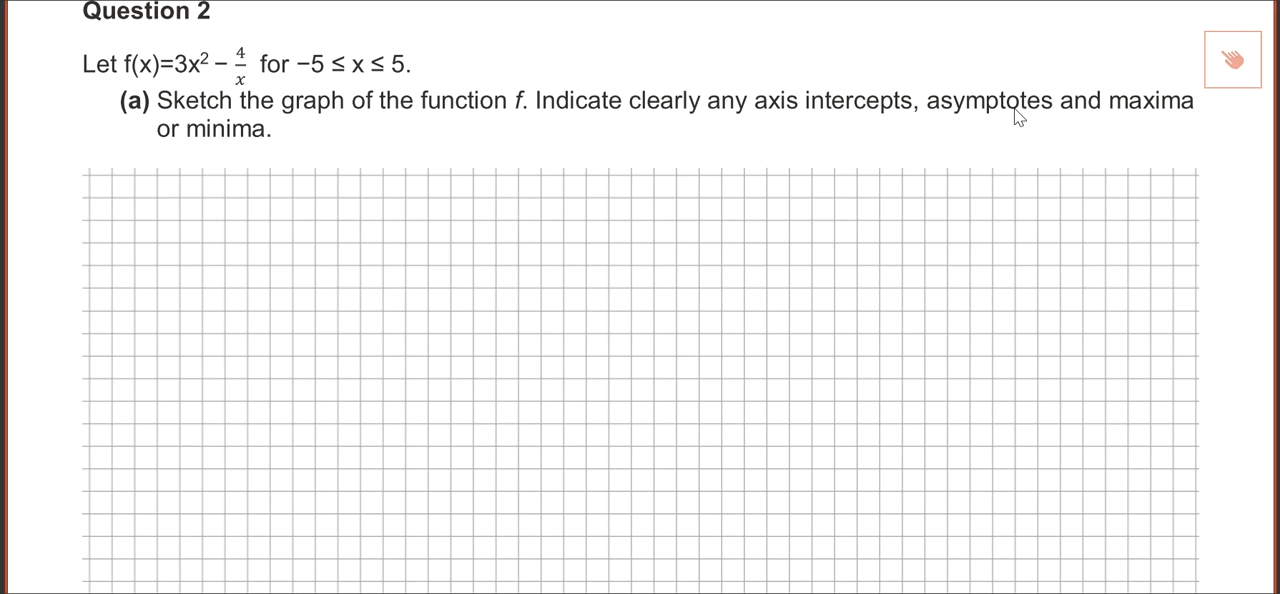 Question 2
Let f(x)=3x² − 4/x for −5 ≤ x ≤ 5.
(a) Sketch the graph of the function f. Indicate clearly any axis intercepts, asymptotes and maxima
or minima.